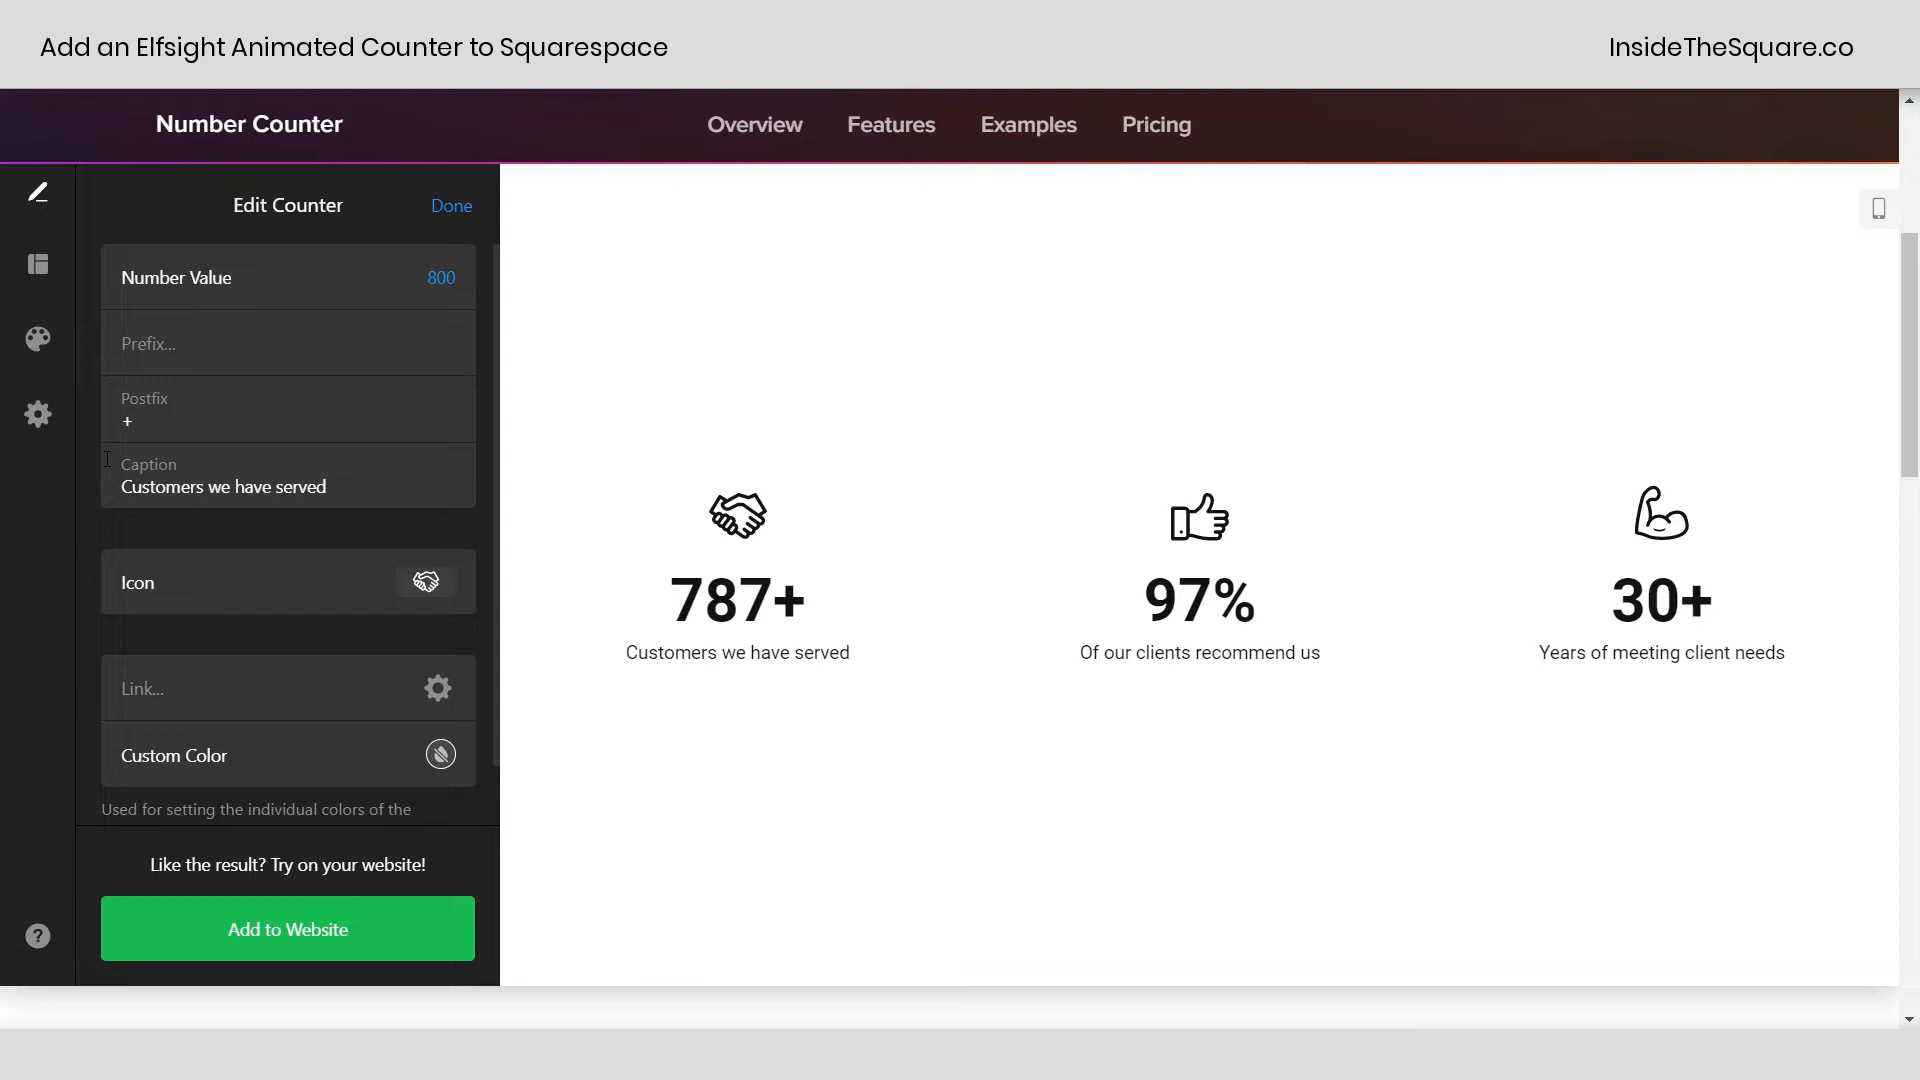 Add an Elfsight Animated Counter to Squarespace
InsideTheSquare.co
Number Counter
Overview
Features
Examples
Pricing
Edit Counter
Done
Number Value
800
Prefix...
Postfix
+
Caption
Customers we have served
Icon
Link...
Custom Color
Used for setting the individual colors of the
Like the result? Try on your website!
Add to Website
?
787+
Customers we have served
97%
Of our clients recommend us
30+
Years of meeting client needs